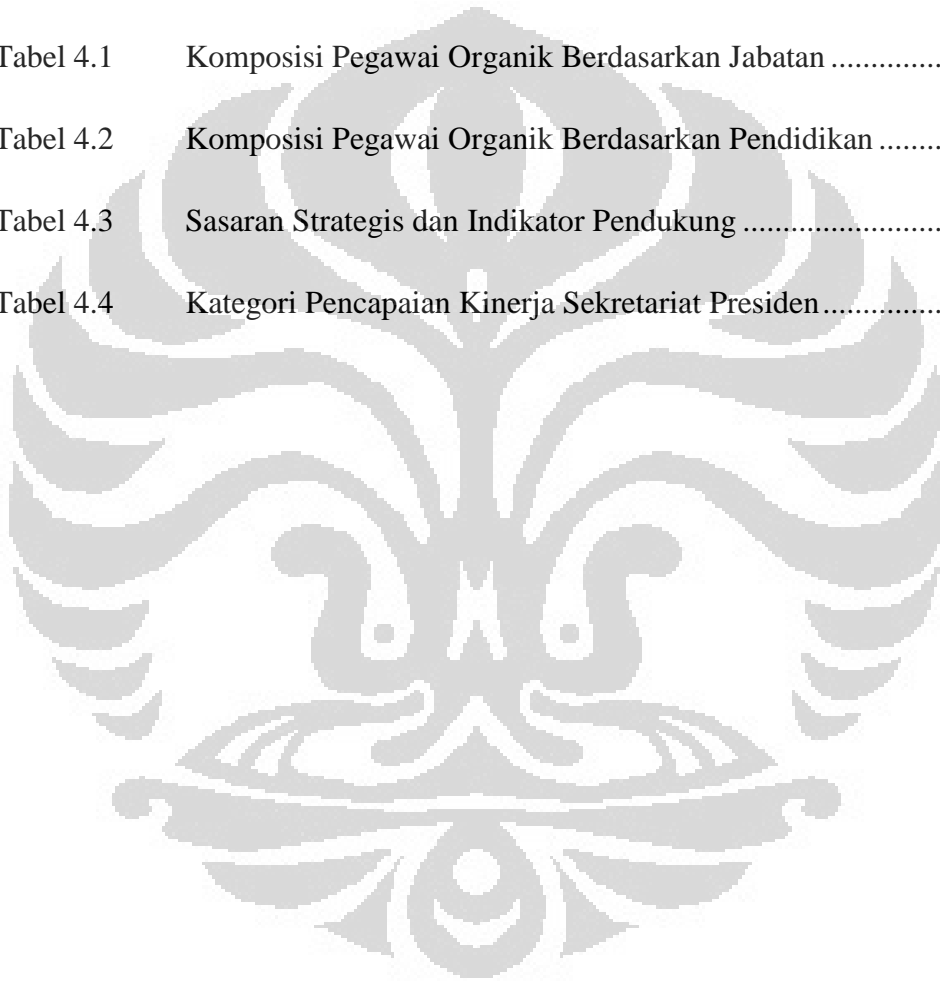 Tabel 4.1 Komposisi Pegawai Organik Berdasarkan Jabatan ..............
Tabel 4.2 Komposisi Pegawai Organik Berdasarkan Pendidikan ........
Tabel 4.3 Sasaran Strategis dan Indikator Pendukung .........................
Tabel 4.4 Kategori Pencapaian Kinerja Sekretariat Presiden ...............